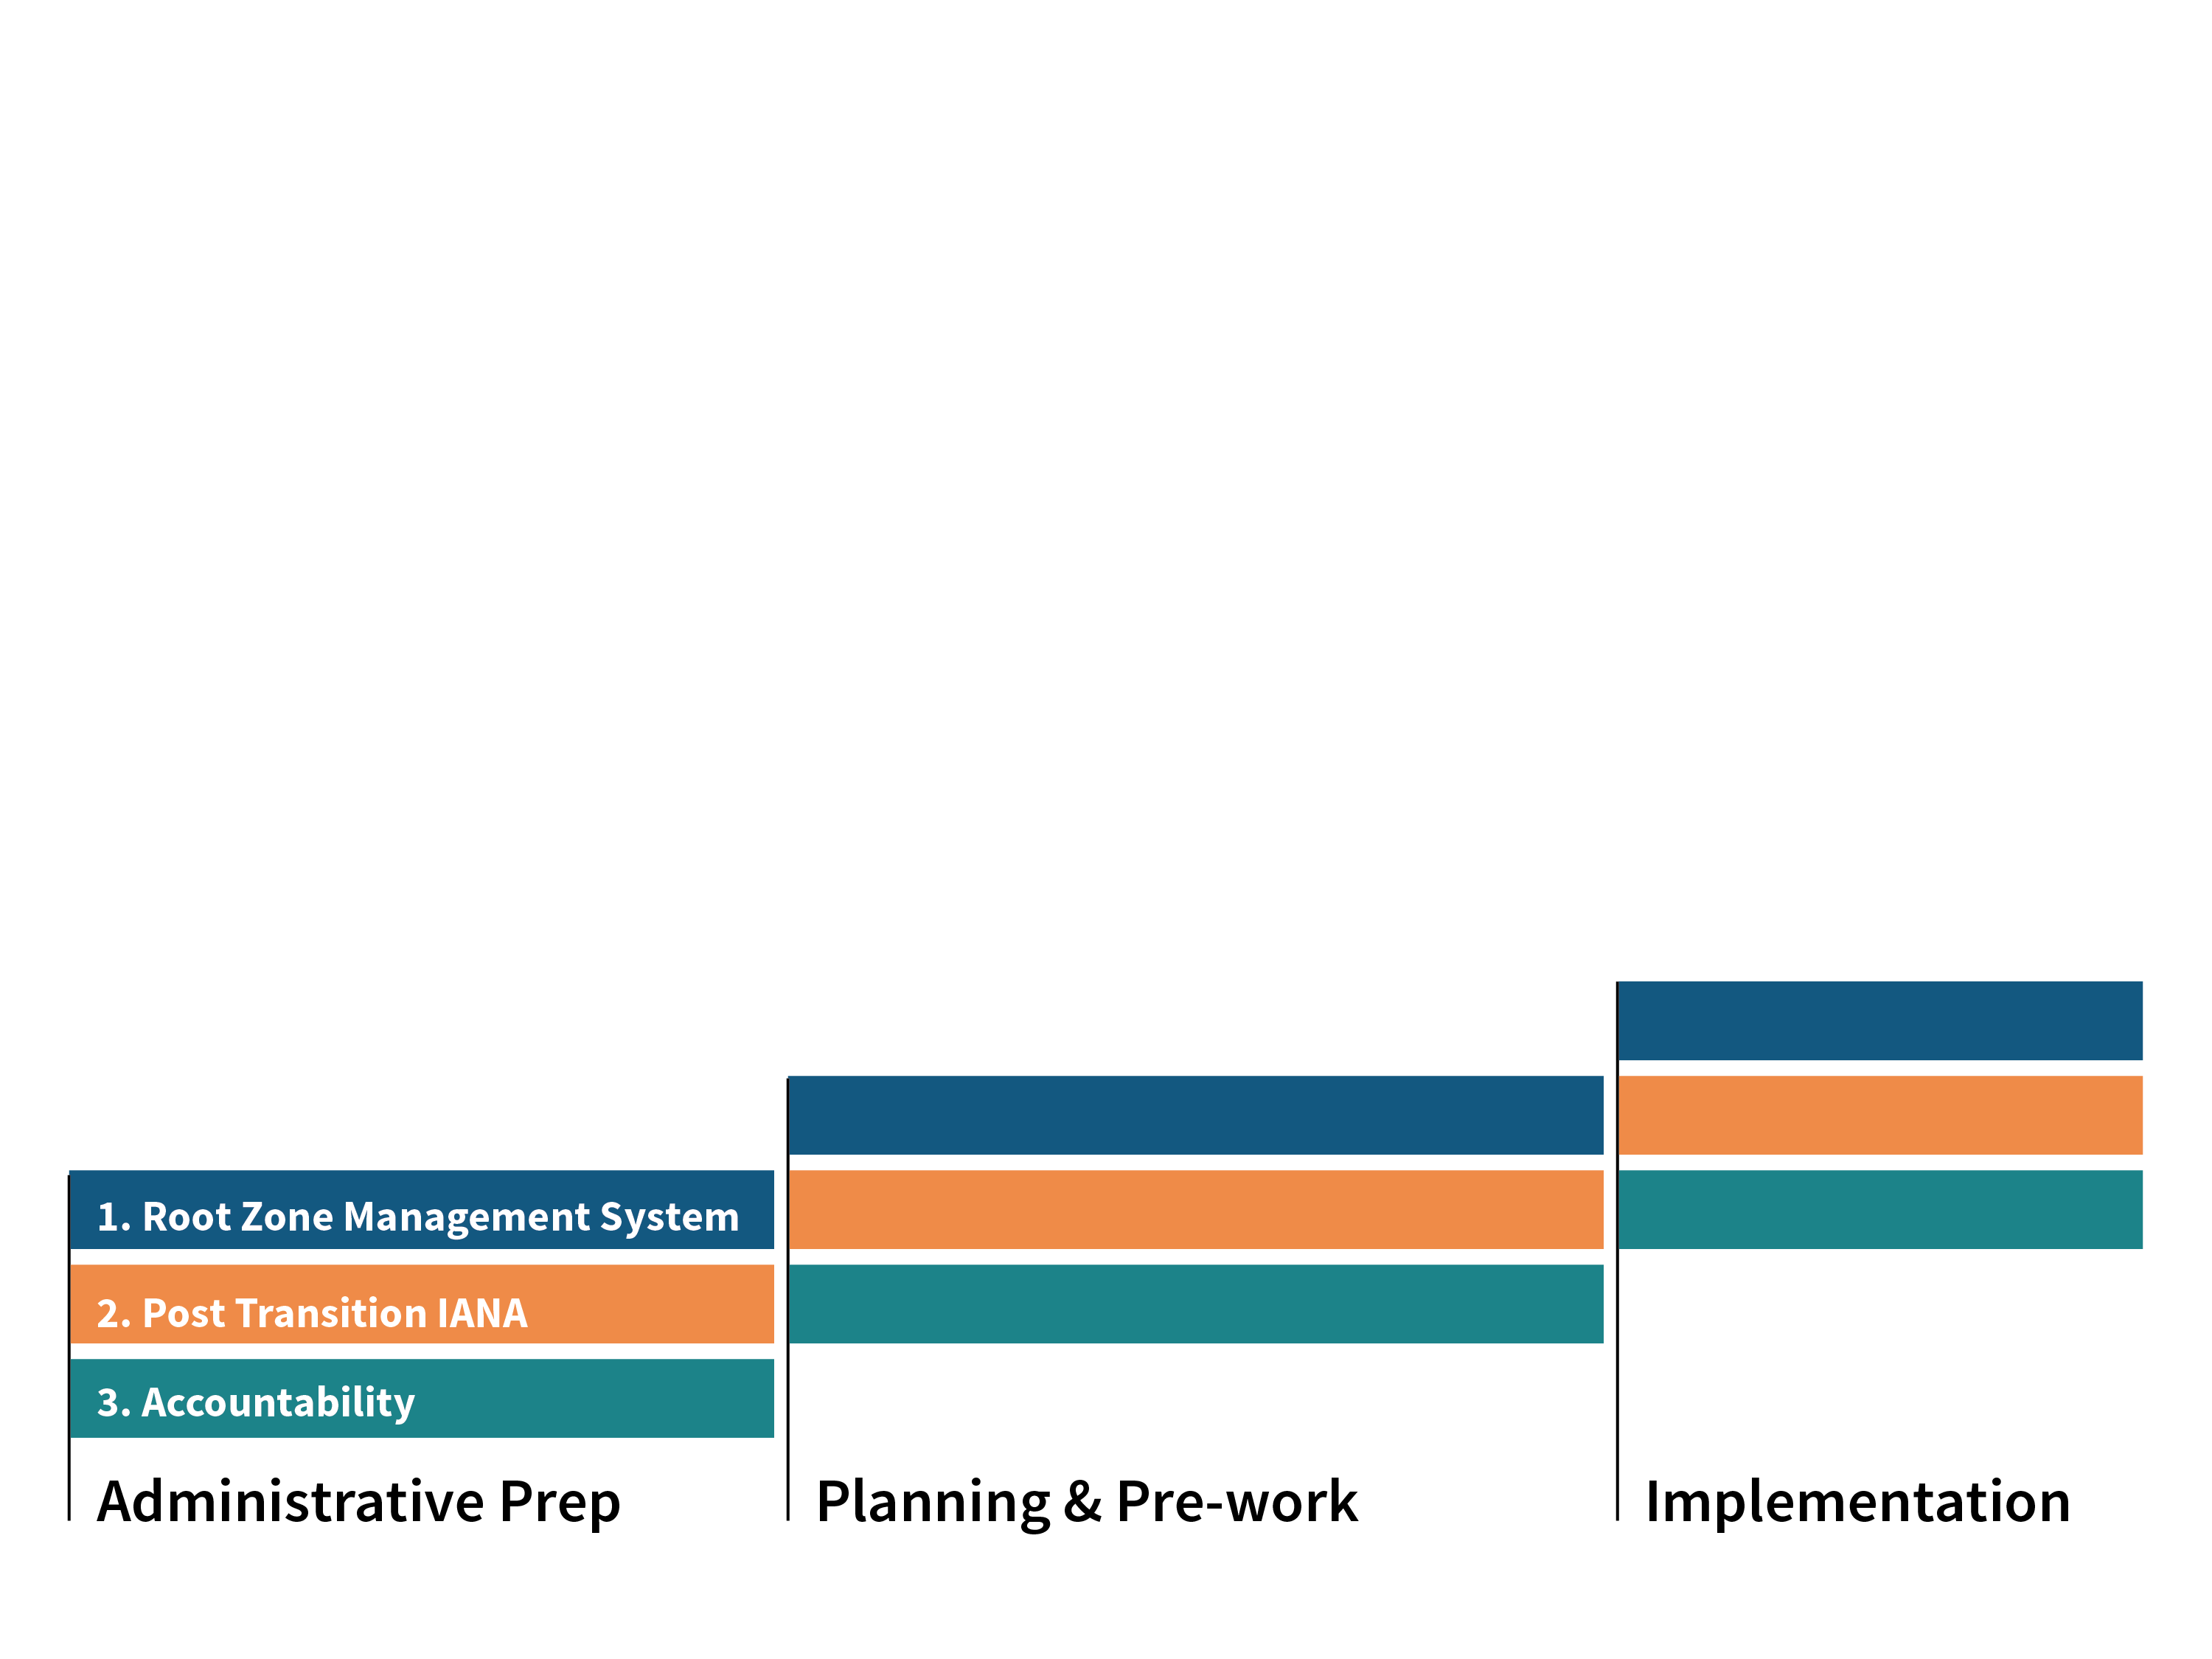 1. Root Zone Management System
2. Post Transition IANA
3. Accountability
Administrative Prep
Planning & Pre-work
Implementation